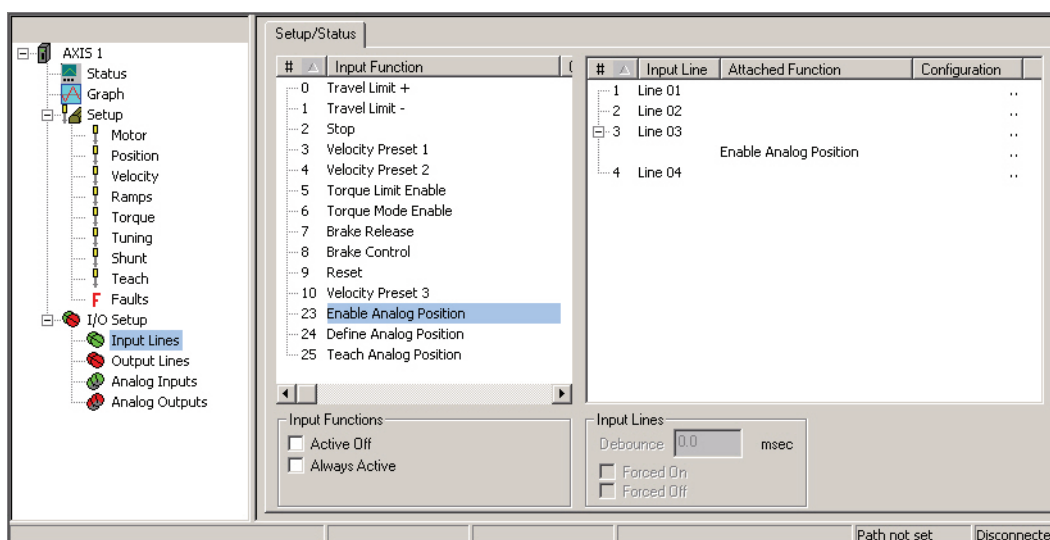 AXIS 1
Status
Graph
Setup
Motor
Position
Velocity
Ramps
Torque
Tuning
Shunt
Teach
F Faults
I/O Setup
Input Lines
Output Lines
Analog Inputs
Analog Outputs
Setup/Status
# Input Function
0 Travel Limit +
1 Travel Limit -
2 Stop
3 Velocity Preset 1
4 Velocity Preset 2
5 Torque Limit Enable
6 Torque Mode Enable
7 Brake Release
8 Brake Control
9 Reset
10 Velocity Preset 3
23 Enable Analog Position
24 Define Analog Position
25 Teach Analog Position
# Input Line Attached Function Configuration
1 Line 01 ..
2 Line 02 ..
3 Line 03 ..
Enable Analog Position ..
4 Line 04 ..
Input Functions
Active Off
Always Active
Input Lines
Debounce 0.0 msec
Forced On
Forced Off
Path not set Disconnecte